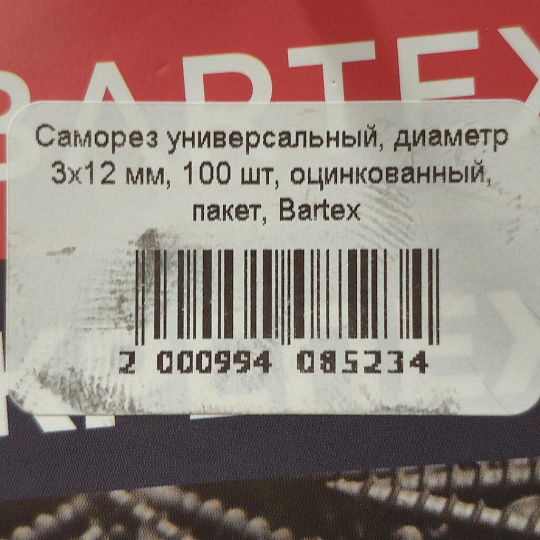 BARTEX
Саморез универсальный, диаметр
3х12 мм, 100 шт, оцинкованный,
пакет, Bartex
2 000994 085234